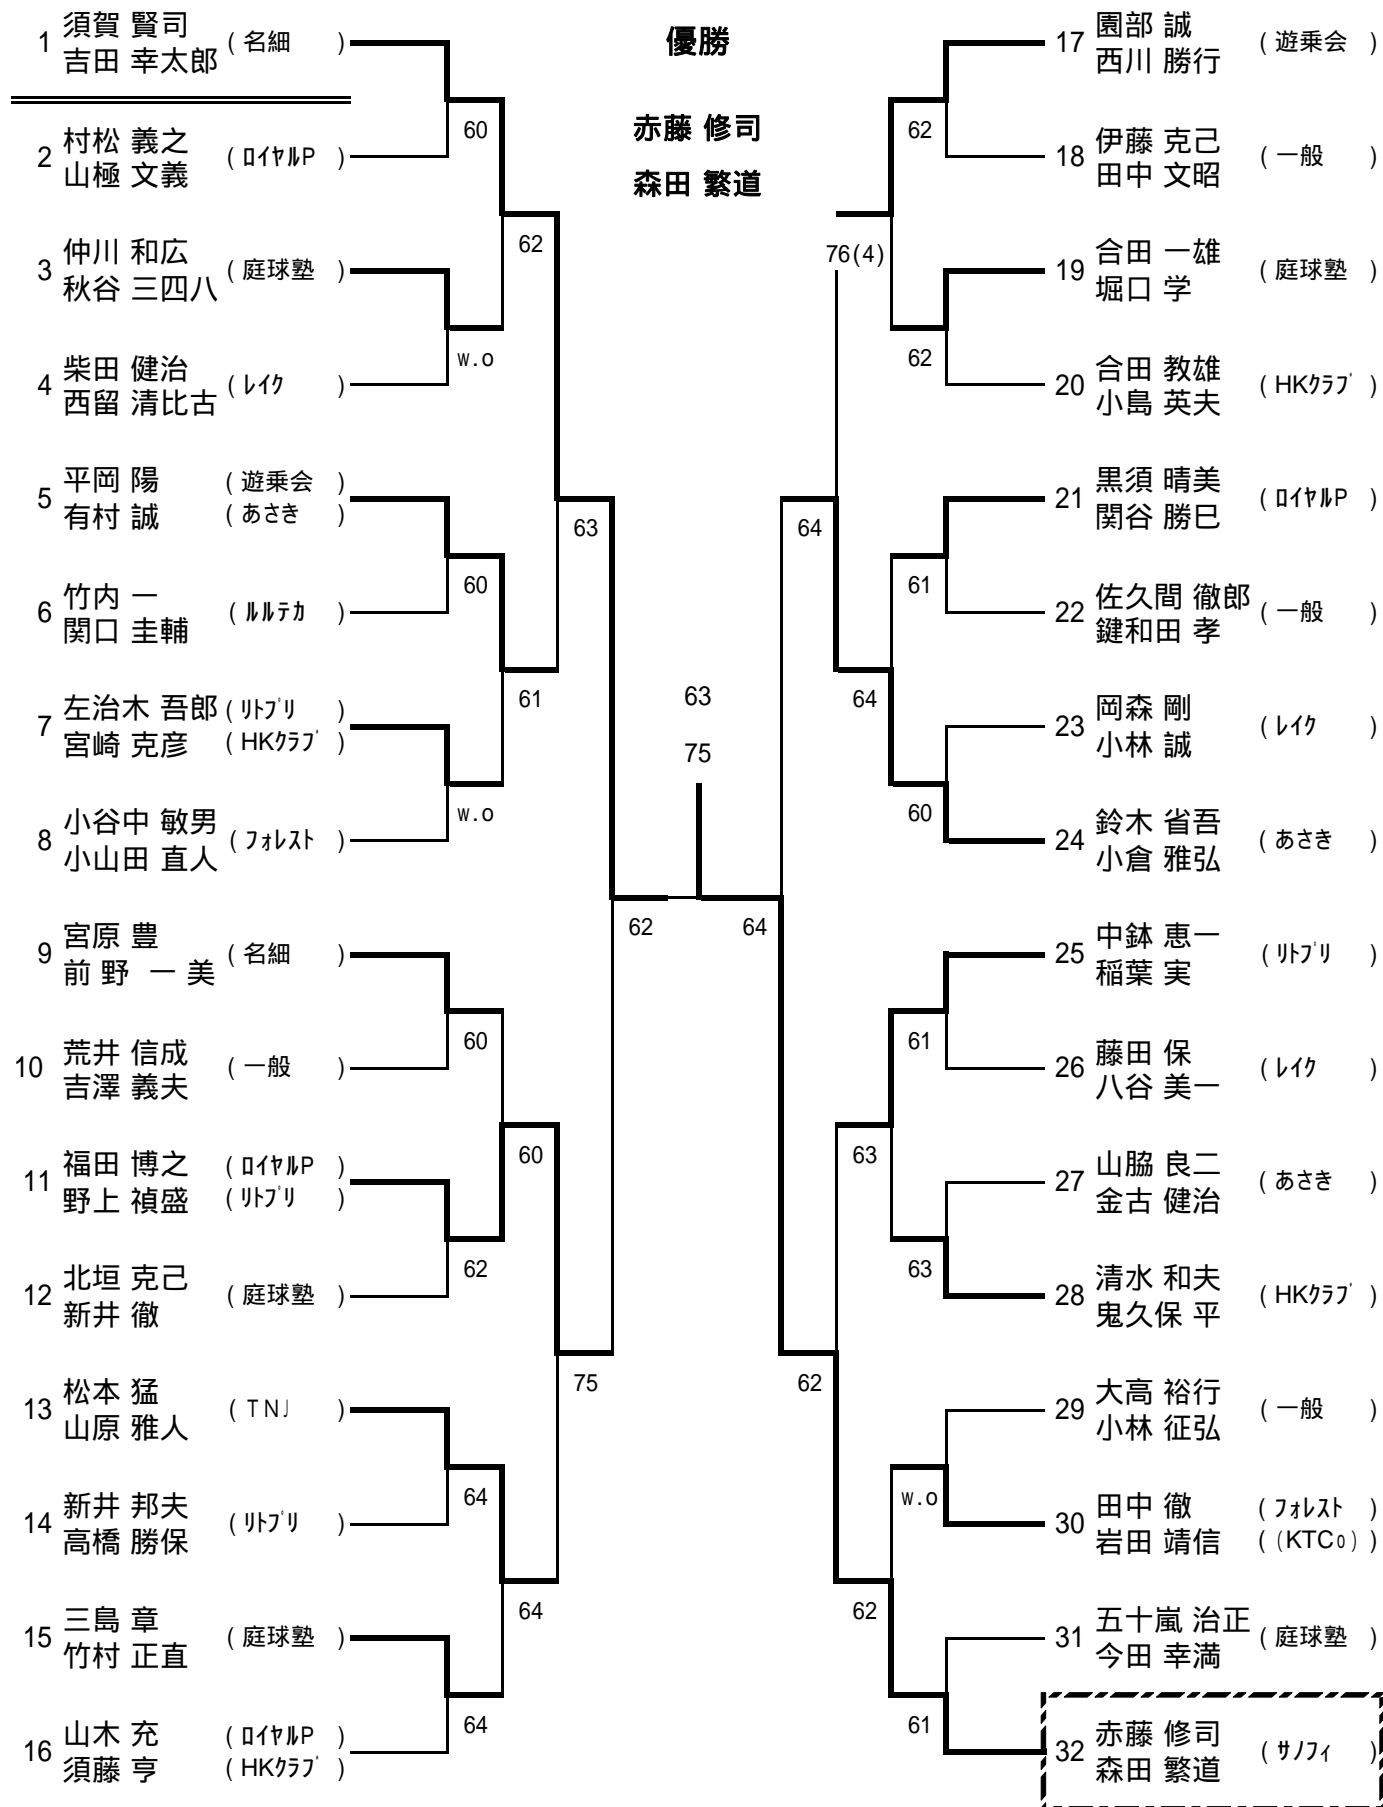 優勝
赤藤 修司
森田 繁道
1 須賀 賢司 (名細)
吉田 幸太郎
2 村松 義之 (ﾛｲﾔﾙP)
山極 文義
3 仲川 和広 (庭球塾)
秋谷 三四八
4 柴田 健治 (ﾚｲｸ)
西留 清比古
5 平岡 陽 (遊乗会)
有村 誠 (あさき)
6 竹内 一 (ﾙﾙﾃｶ)
関口 圭輔
7 左治木 吾郎 (ﾘﾄﾌﾟﾘ)
宮崎 克彦 (HKｸﾗﾌﾞ)
8 小谷中 敏男 (ﾌｫﾚｽﾄ)
小山田 直人
9 宮原 豊 (名細)
前野 一美
10 荒井 信成 (一般)
吉澤 義夫
11 福田 博之 (ﾛｲﾔﾙP)
野上 禎盛 (ﾘﾄﾌﾟﾘ)
12 北垣 克己 (庭球塾)
新井 徹
13 松本 猛 (TNJ)
山原 雅人
14 新井 邦夫 (ﾘﾄﾌﾟﾘ)
高橋 勝保
15 三島 章 (庭球塾)
竹村 正直
16 山木 充 (ﾛｲﾔﾙP)
須藤 亨 (HKｸﾗﾌﾞ)
60
w.o
60
w.o
60
62
64
64
62
61
60
64
63
75
62
63
75
64
64
62
76(4)
64
63
62
62
62
61
60
61
63
w.o
61
17 園部 誠 (遊乗会)
西川 勝行
18 伊藤 克己 (一般)
田中 文昭
19 合田 一雄 (庭球塾)
堀口 学
20 合田 教雄 (HKｸﾗﾌﾞ)
小島 英夫
21 黒須 晴美 (ﾛｲﾔﾙP)
関谷 勝巳
22 佐久間 徹郎 (一般)
鍵和田 孝
23 岡森 剛 (ﾚｲｸ)
小林 誠
24 鈴木 省吾 (あさき)
小倉 雅弘
25 中鉢 恵一 (ﾘﾄﾌﾟﾘ)
稲葉 実
26 藤田 保 (ﾚｲｸ)
八谷 美一
27 山脇 良二 (あさき)
金古 健治
28 清水 和夫 (HKｸﾗﾌﾞ)
鬼久保 平
29 大高 裕行 (一般)
小林 征弘
30 田中 徹 (ﾌｫﾚｽﾄ)
岩田 靖信 ((KTC0))
31 五十嵐 治正 (庭球塾)
今田 幸満
32 赤藤 修司 (ｻﾉﾌｨ)
森田 繁道